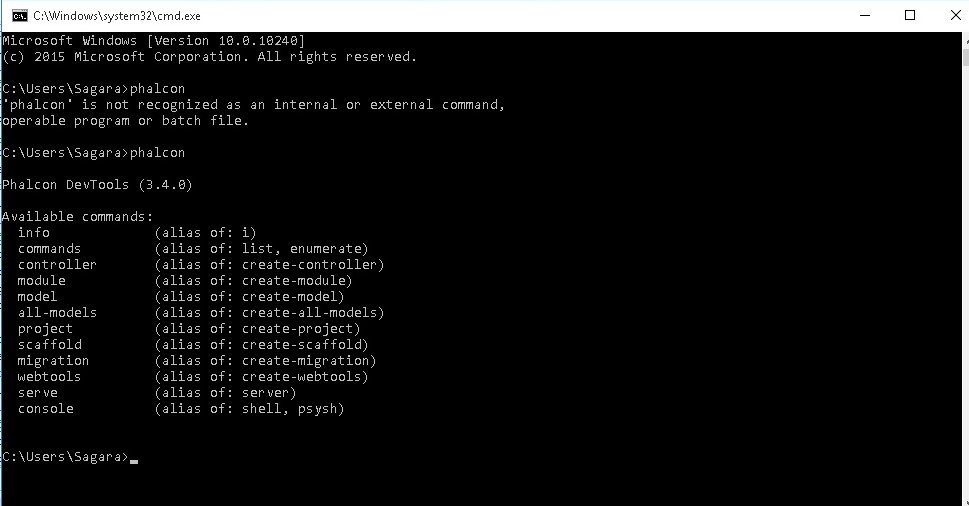 C:\Windows\system32\cmd.exe
Microsoft Windows [Version 10.0.10240]
(c) 2015 Microsoft Corporation. All rights reserved.
C:\Users\Sagara>phalcon
'phalcon' is not recognized as an internal or external command,
operable program or batch file.
C:\Users\Sagara>phalcon
Phalcon DevTools (3.4.0)
Available commands:
info (alias of: i)
commands (alias of: list, enumerate)
controller (alias of: create-controller)
module (alias of: create-module)
model (alias of: create-model)
all-models (alias of: create-all-models)
project (alias of: create-project)
scaffold (alias of: create-scaffold)
migration (alias of: create-migration)
webtools (alias of: create-webtools)
serve (alias of: server)
console (alias of: shell, psysh)
C:\Users\Sagara>